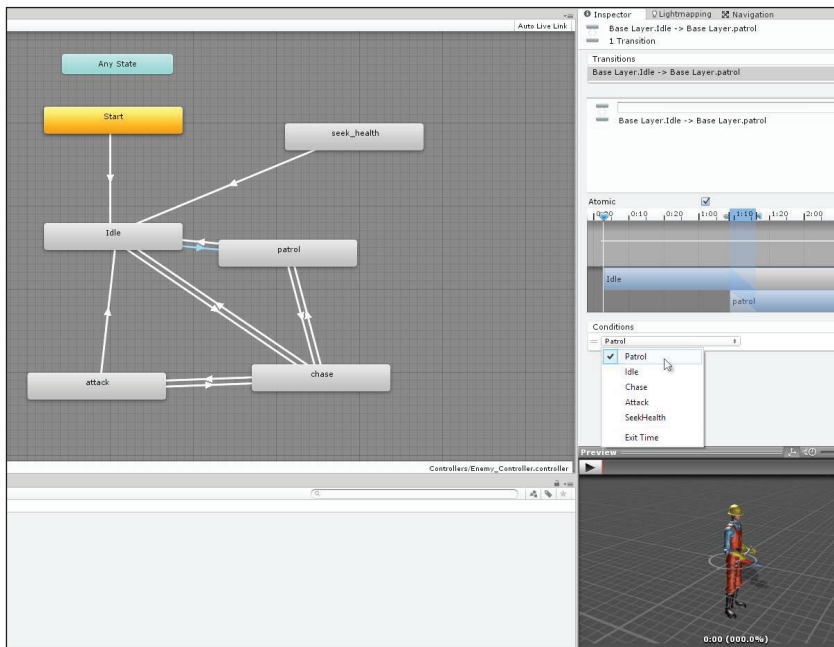 Auto Live Link
Any State
Start
seek_health
Idle
patrol
chase
attack
Controllers/Enemy_Controller.controller
Inspector Lightmapping Navigation
Base Layer.Idle -> Base Layer.patrol
1 Transition
Transitions
Base Layer.Idle -> Base Layer.patrol
Base Layer.Idle -> Base Layer.patrol
Atomic
0:00 0:10 0:20 1:00 1:10 1:20 2:00
Idle
patrol
Conditions
Patrol
Patrol
Idle
Chase
Attack
SeekHealth
Exit Time
Preview
0:00 (000.0%)